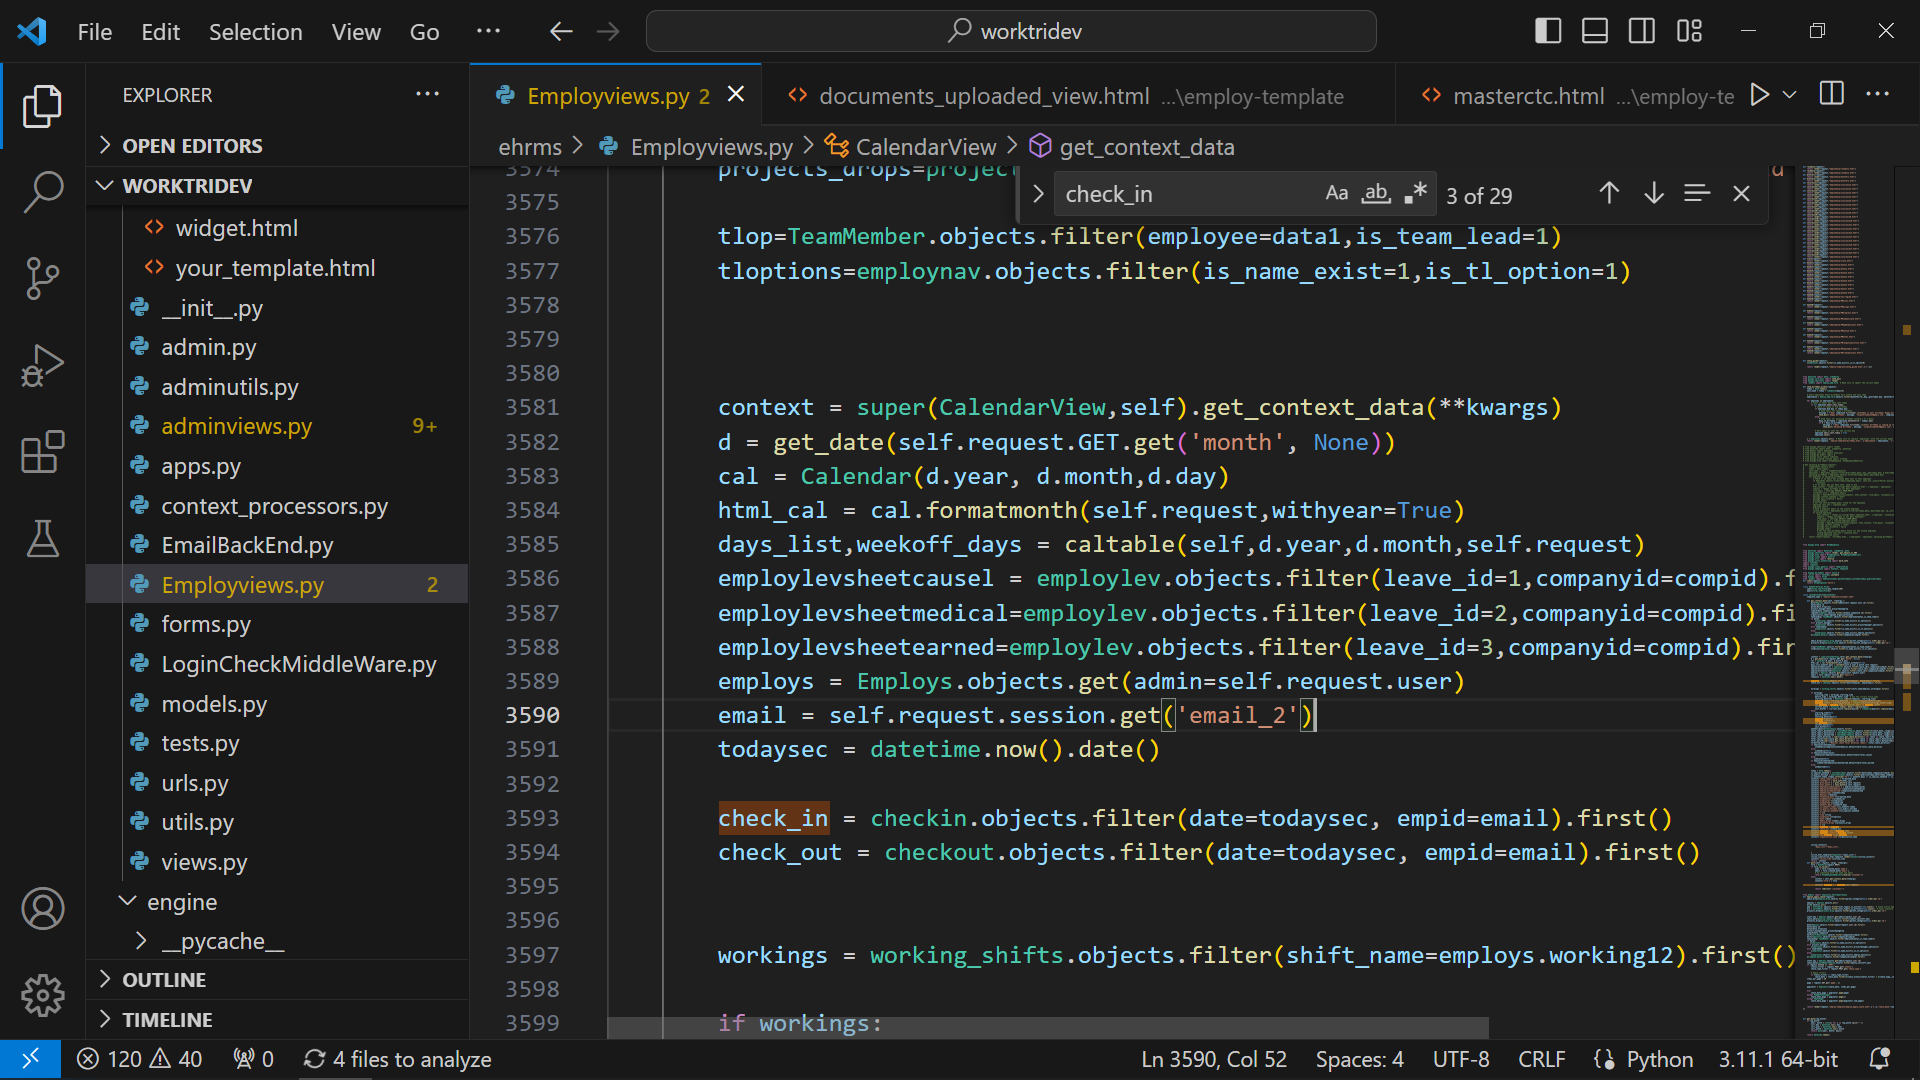 File Edit Selection View Go ... worktridev
EXPLORER ...
OPEN EDITORS
WORKTRIDEV
widget.html
your_template.html
__init__.py
admin.py
adminutils.py
adminviews.py 9+
apps.py
context_processors.py
EmailBackEnd.py
Employviews.py 2
forms.py
LoginCheckMiddleWare.py
models.py
tests.py
urls.py
utils.py
views.py
engine
__pycache__
OUTLINE
TIMELINE
Employviews.py 2 documents_uploaded_view.html ...\employ-template masterctc.html ...\employ-te
ehrms > Employviews.py > CalendarView > get_context_data
check_in Aa ab .* 3 of 29
3574 projects_drops=project
3575
3576 tlop=TeamMember.objects.filter(employee=data1,is_team_lead=1)
3577 tloptions=employnav.objects.filter(is_name_exist=1,is_tl_option=1)
3578
3579
3580
3581 context = super(CalendarView,self).get_context_data(**kwargs)
3582 d = get_date(self.request.GET.get('month', None))
3583 cal = Calendar(d.year, d.month,d.day)
3584 html_cal = cal.formatmonth(self.request,withyear=True)
3585 days_list,weekoff_days = caltable(self,d.year,d.month,self.request)
3586 employlevsheetcausel = employlev.objects.filter(leave_id=1,companyid=compid).f
3587 employlevsheetmedical=employlev.objects.filter(leave_id=2,companyid=compid).fi
3588 employlevsheetearned=employlev.objects.filter(leave_id=3,companyid=compid).fir
3589 employs = Employs.objects.get(admin=self.request.user)
3590 email = self.request.session.get('email_2')
3591 todaysec = datetime.now().date()
3592
3593 check_in = checkin.objects.filter(date=todaysec, empid=email).first()
3594 check_out = checkout.objects.filter(date=todaysec, empid=email).first()
3595
3596
3597 workings = working_shifts.objects.filter(shift_name=employs.working12).first()
3598
3599 if workings:
120 40 0 4 files to analyze Ln 3590, Col 52 Spaces: 4 UTF-8 CRLF {} Python 3.11.1 64-bit